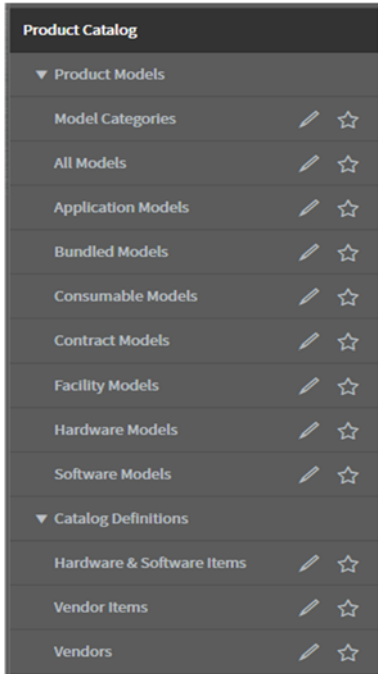 Product Catalog
Product Models
Model Categories
All Models
Application Models
Bundled Models
Consumable Models
Contract Models
Facility Models
Hardware Models
Software Models
Catalog Definitions
Hardware & Software Items
Vendor Items
Vendors